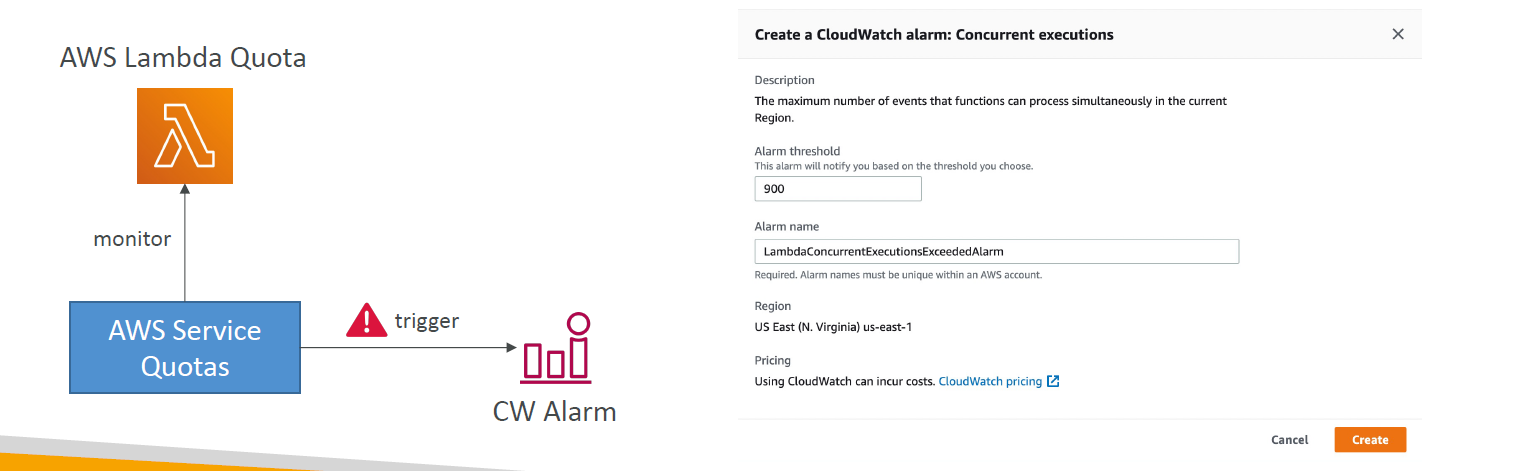 AWS Lambda Quota
monitor
AWS Service
Quotas
trigger
CW Alarm
Create a CloudWatch alarm: Concurrent executions
Description
The maximum number of events that functions can process simultaneously in the current
Region.
Alarm threshold
This alarm will notify you based on the threshold you choose.
900
Alarm name
LambdaConcurrentExecutionsExceededAlarm
Required. Alarm names must be unique within an AWS account.
Region
US East (N. Virginia) us-east-1
Pricing
Using CloudWatch can incur costs. CloudWatch pricing
Cancel
Create